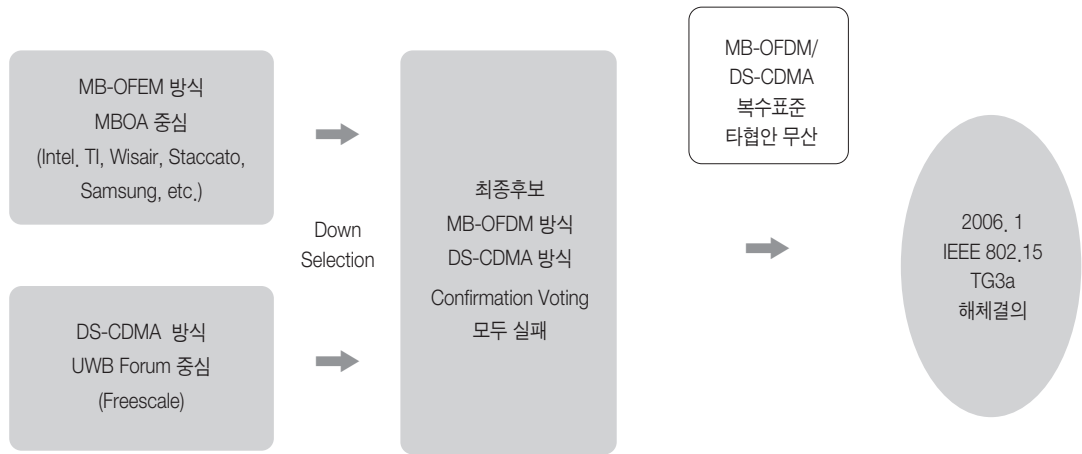 MB-OFEM 방식
MBOA 중심
(Intel, TI, Wisair, Staccato,
Samsung, etc.)
DS-CDMA 방식
UWB Forum 중심
(Freescale)
Down
Selection
최종후보
MB-OFDM 방식
DS-CDMA 방식
Confirmation Voting
모두 실패
MB-OFDM/
DS-CDMA
복수표준
타협안 무산
2006. 1
IEEE 802.15
TG3a
해체결의